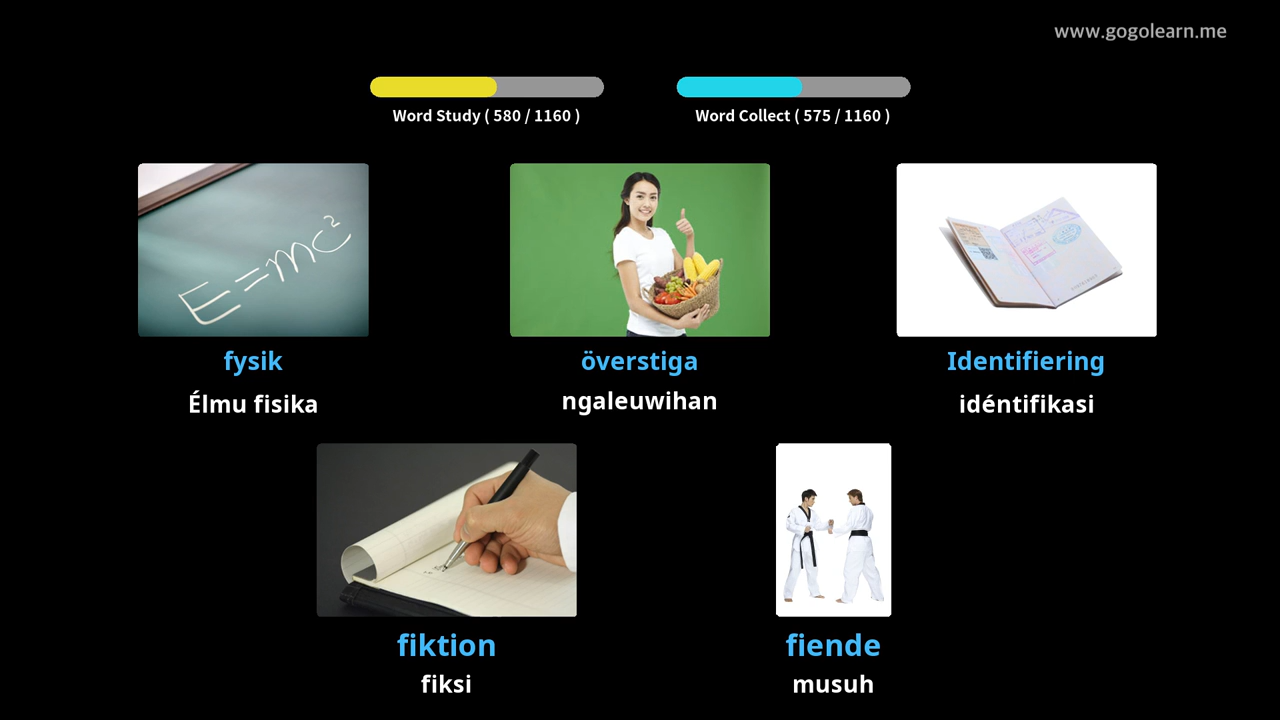 www.gogolearn.me
Word Study ( 580 / 1160 )
Word Collect ( 575 / 1160 )
E=mc²
fysik
Élmu fisika
överstiga
ngaleuwihan
Identifiering
idéntifikasi
fiktion
fiksi
fiende
musuh